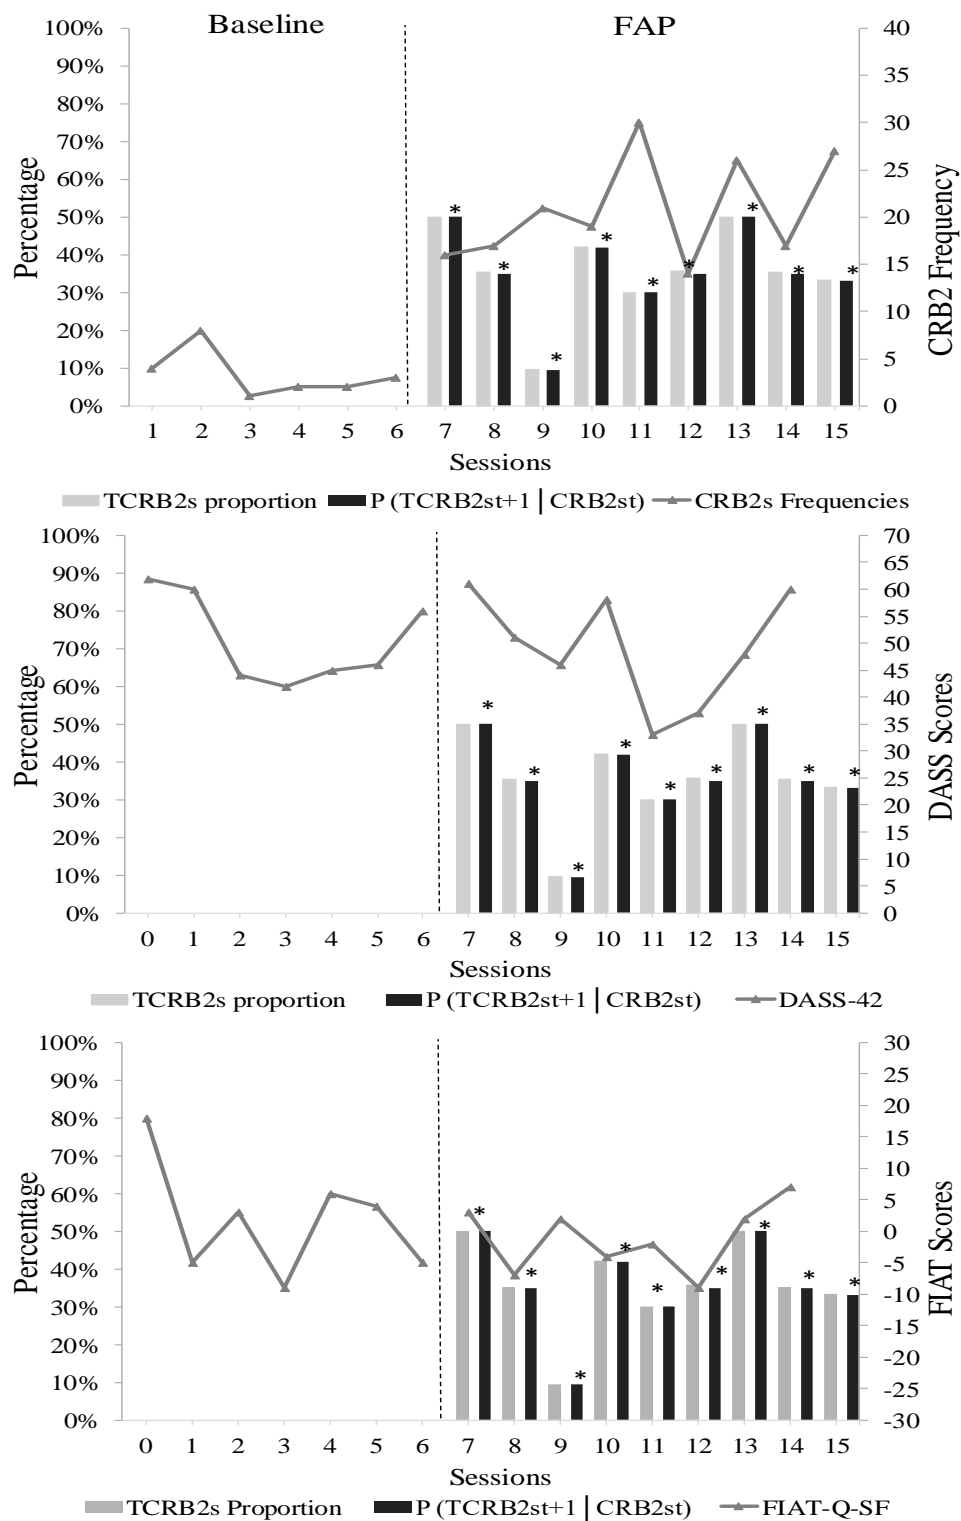 Baseline FAP
100% 40
90% 35
80% 30
70% 25
60% 20
50% 15
40% 10
30% 5
20% 0
10%
0%
Percentage
CRB2 Frequency
* * * * * * * * *
1 2 3 4 5 6 7 8 9 10 11 12 13 14 15
Sessions
TCRB2s proportion P (TCRB2st+1 | CRB2st) CRB2s Frequencies
100% 70
90% 65
80% 60
70% 55
60% 50
50% 45
40% 40
30% 35
20% 30
10% 25
0% 20
15
10
5
0
Percentage
DASS Scores
* * * * * * * * *
0 1 2 3 4 5 6 7 8 9 10 11 12 13 14 15
Sessions
TCRB2s proportion P (TCRB2st+1 | CRB2st) DASS-42
100% 30
90% 25
80% 20
70% 15
60% 10
50% 5
40% 0
30% -5
20% -10
10% -15
0% -20
-25
-30
Percentage
FIAT Scores
* * * * * * * * *
0 1 2 3 4 5 6 7 8 9 10 11 12 13 14 15
Sessions
TCRB2s Proportion P (TCRB2st+1 | CRB2st) FIAT-Q-SF